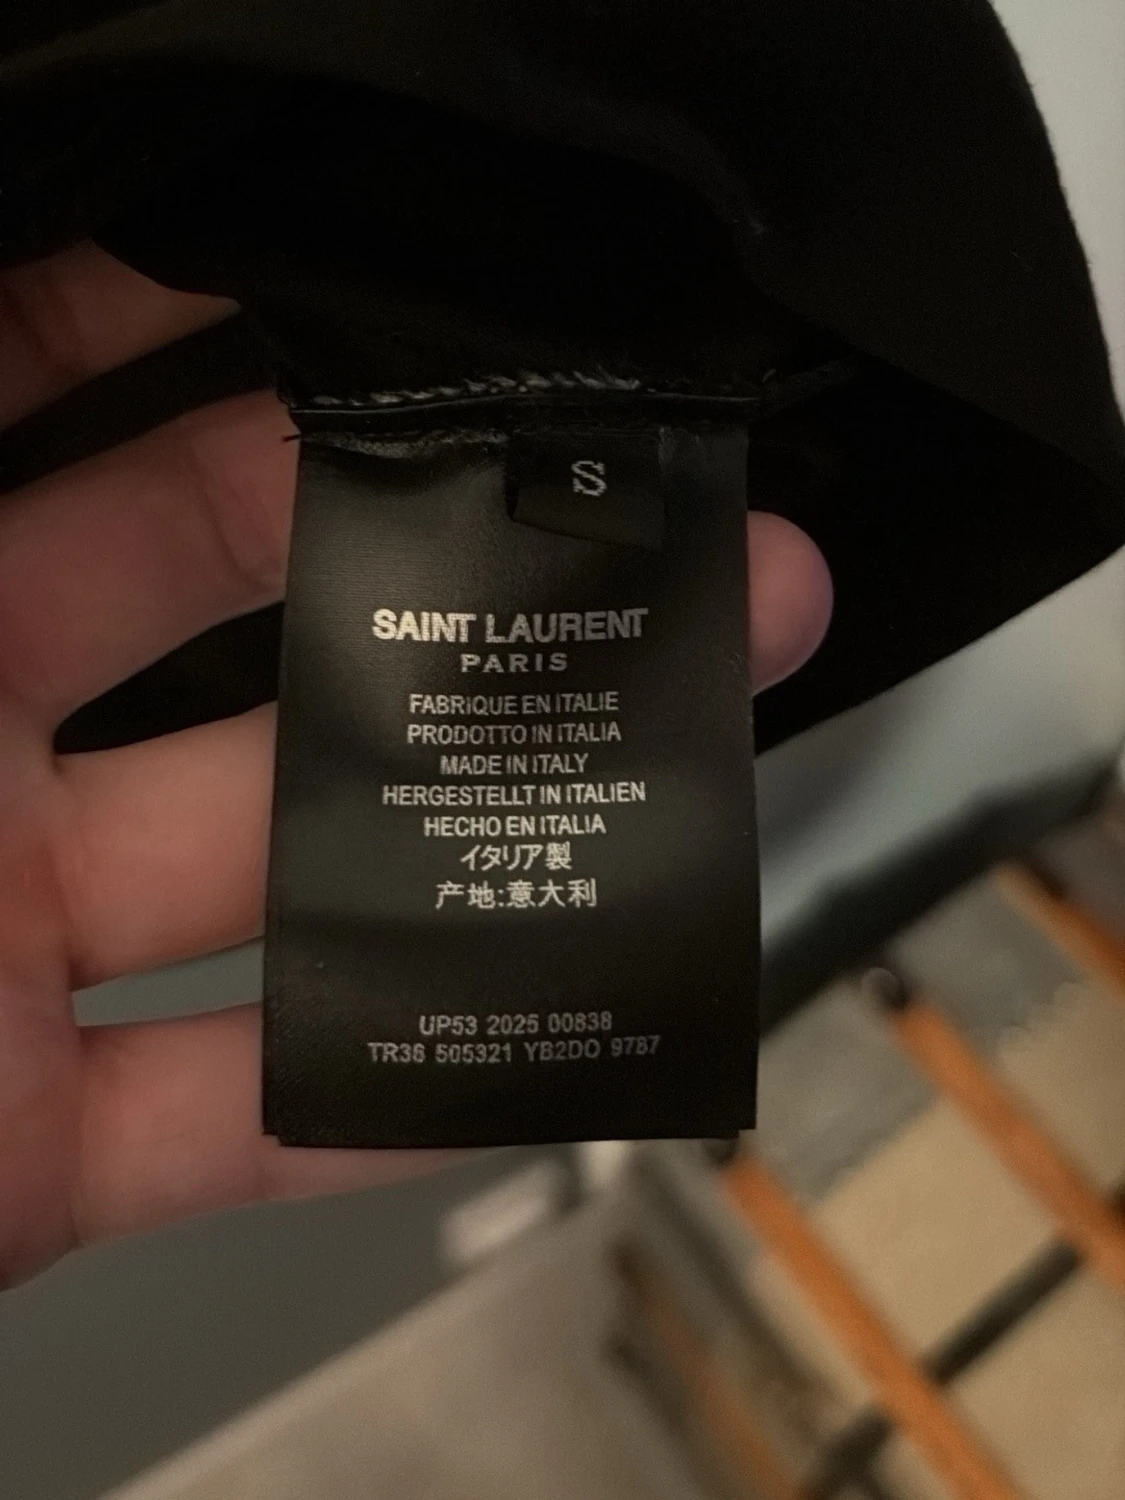 S
SAINT LAURENT
PARIS
FABRIQUE EN ITALIE
PRODOTTO IN ITALIA
MADE IN ITALY
HERGESTELLT IN ITALIEN
HECHO EN ITALIA
イタリア製
产地:意大利
UP53 2025 00838
TR36 505321 YB2DO 9787